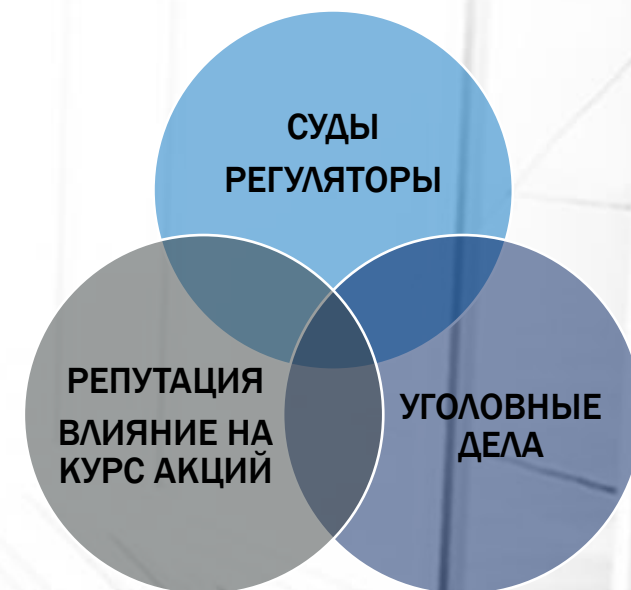 СУДЫ
РЕГУЛЯТОРЫ
РЕПУТАЦИЯ
ВЛИЯНИЕ НА
КУРС АКЦИЙ
УГОЛОВНЫЕ
ДЕЛА